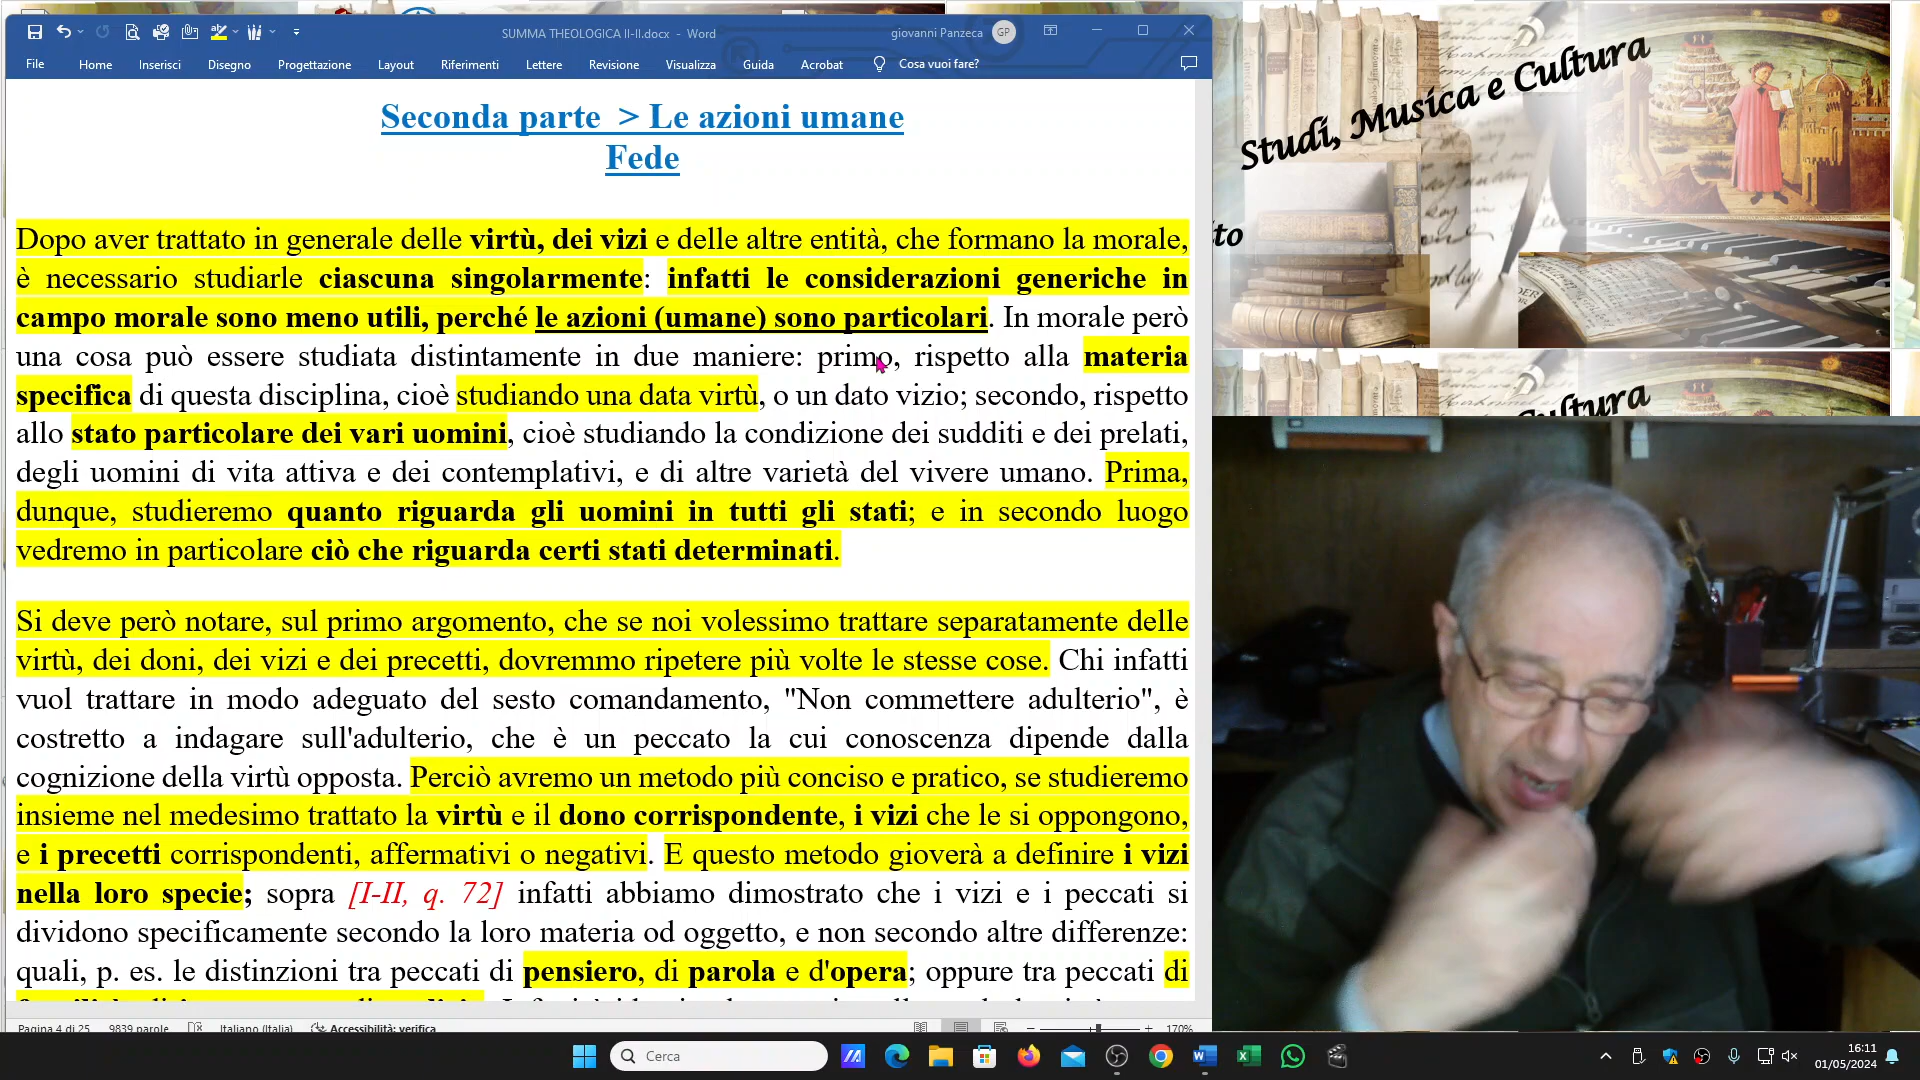 SUMMA THEOLOGICA II-II.docx - Word
giovanni Panzeca GP
File Home Inserisci Disegno Progettazione Layout Riferimenti Lettere Revisione Visualizza Guida Acrobat Cosa vuoi fare?
Seconda parte > Le azioni umane
Fede
Dopo aver trattato in generale delle virtù, dei vizi e delle altre entità, che formano la morale,
è necessario studiarle ciascuna singolarmente: infatti le considerazioni generiche in
campo morale sono meno utili, perché le azioni (umane) sono particolari. In morale però
una cosa può essere studiata distintamente in due maniere: primo, rispetto alla materia
specifica di questa disciplina, cioè studiando una data virtù, o un dato vizio; secondo, rispetto
allo stato particolare dei vari uomini, cioè studiando la condizione dei sudditi e dei prelati,
degli uomini di vita attiva e dei contemplativi, e di altre varietà del vivere umano. Prima,
dunque, studieremo quanto riguarda gli uomini in tutti gli stati; e in secondo luogo
vedremo in particolare ciò che riguarda certi stati determinati.
Si deve però notare, sul primo argomento, che se noi volessimo trattare separatamente delle
virtù, dei doni, dei vizi e dei precetti, dovremmo ripetere più volte le stesse cose. Chi infatti
vuol trattare in modo adeguato del sesto comandamento, "Non commettere adulterio", è
costretto a indagare sull'adulterio, che è un peccato la cui conoscenza dipende dalla
cognizione della virtù opposta. Perciò avremo un metodo più conciso e pratico, se studieremo
insieme nel medesimo trattato la virtù e il dono corrispondente, i vizi che le si oppongono,
e i precetti corrispondenti, affermativi o negativi. E questo metodo gioverà a definire i vizi
nella loro specie; sopra [I-II, q. 72] infatti abbiamo dimostrato che i vizi e i peccati si
dividono specificamente secondo la loro materia od oggetto, e non secondo altre differenze:
quali, p. es. le distinzioni tra peccati di pensiero, di parola e d'opera; oppure tra peccati di
Pagina 4 di 25 9839 parole Italiano (Italia) Accessibilità: verifica 170%
Studi, Musica e Cultura
Cultura
Cerca
16:11
01/05/2024